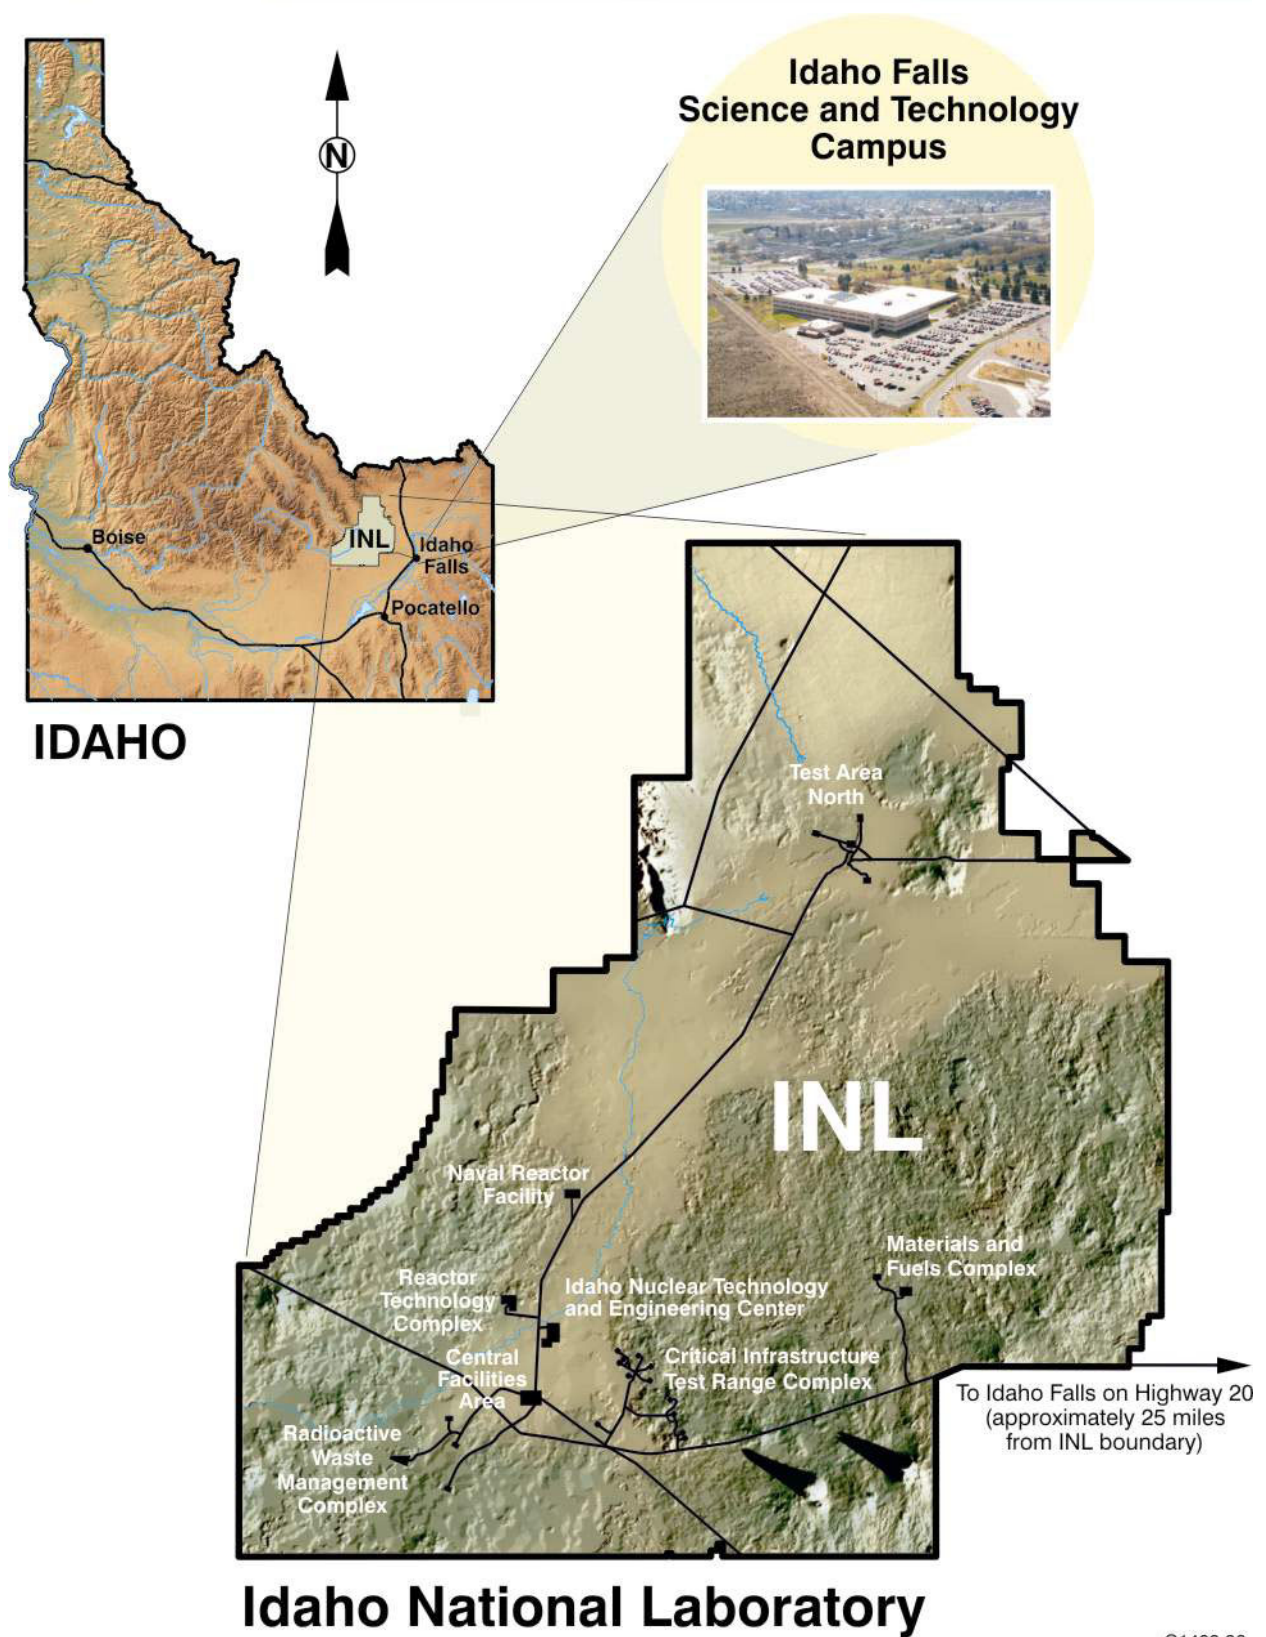 Idaho Falls
Science and Technology
Campus
N
Boise
INL
Idaho
Falls
Pocatello
IDAHO
Test Area
North
INL
Naval Reactor
Facility
Materials and
Fuels Complex
Reactor
Technology
Complex
Idaho Nuclear Technology
and Engineering Center
Central
Facilities
Area
Critical Infrastructure
Test Range Complex
To Idaho Falls on Highway 20
(approximately 25 miles
from INL boundary)
Radioactive
Waste
Management
Complex
Idaho National Laboratory